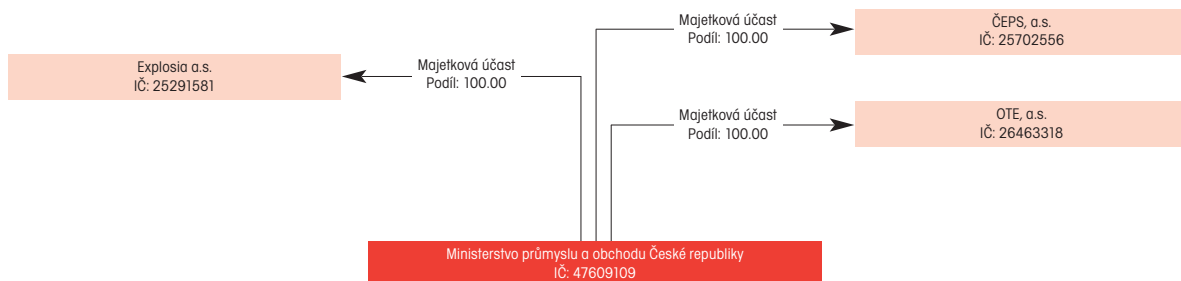 Majetková účast
Podíl: 100.00
ČEPS, a.s.
IČ: 25702556
Explosia a.s.
IČ: 25291581
Majetková účast
Podíl: 100.00
Majetková účast
Podíl: 100.00
OTE, a.s.
IČ: 26463318
Ministerstvo průmyslu a obchodu České republiky
IČ: 47609109